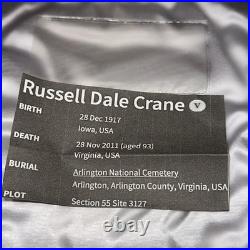 Russell Dale Crane V
BIRTH
28 Dec 1917
Iowa, USA
DEATH
28 Nov 2011 (aged 93)
Virginia, USA
BURIAL
Arlington National Cemetery
Arlington, Arlington County, Virginia, USA
PLOT
Section 55 Site 3127